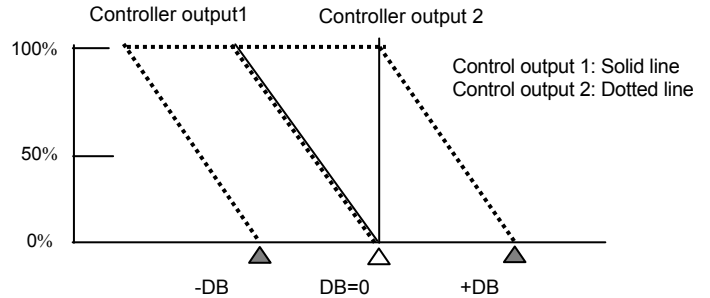 Controller output1
Controller output 2
100%
Control output 1: Solid line
Control output 2: Dotted line
50%
0%
-DB
DB=0
+DB